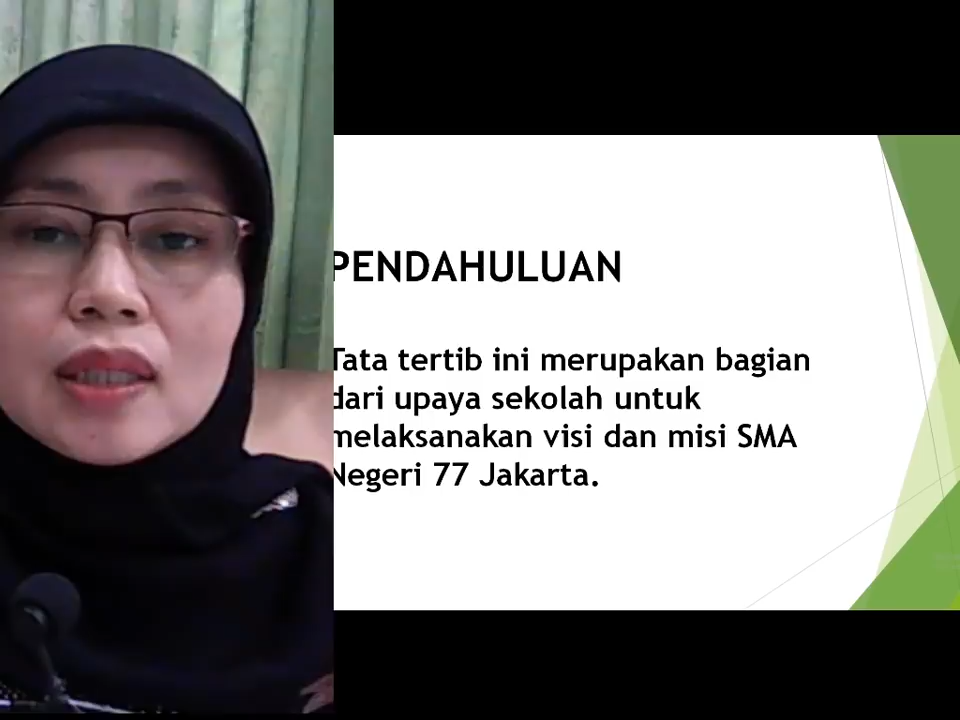 PENDAHULUAN
Tata tertib ini merupakan bagian
dari upaya sekolah untuk
melaksanakan visi dan misi SMA
Negeri 77 Jakarta.